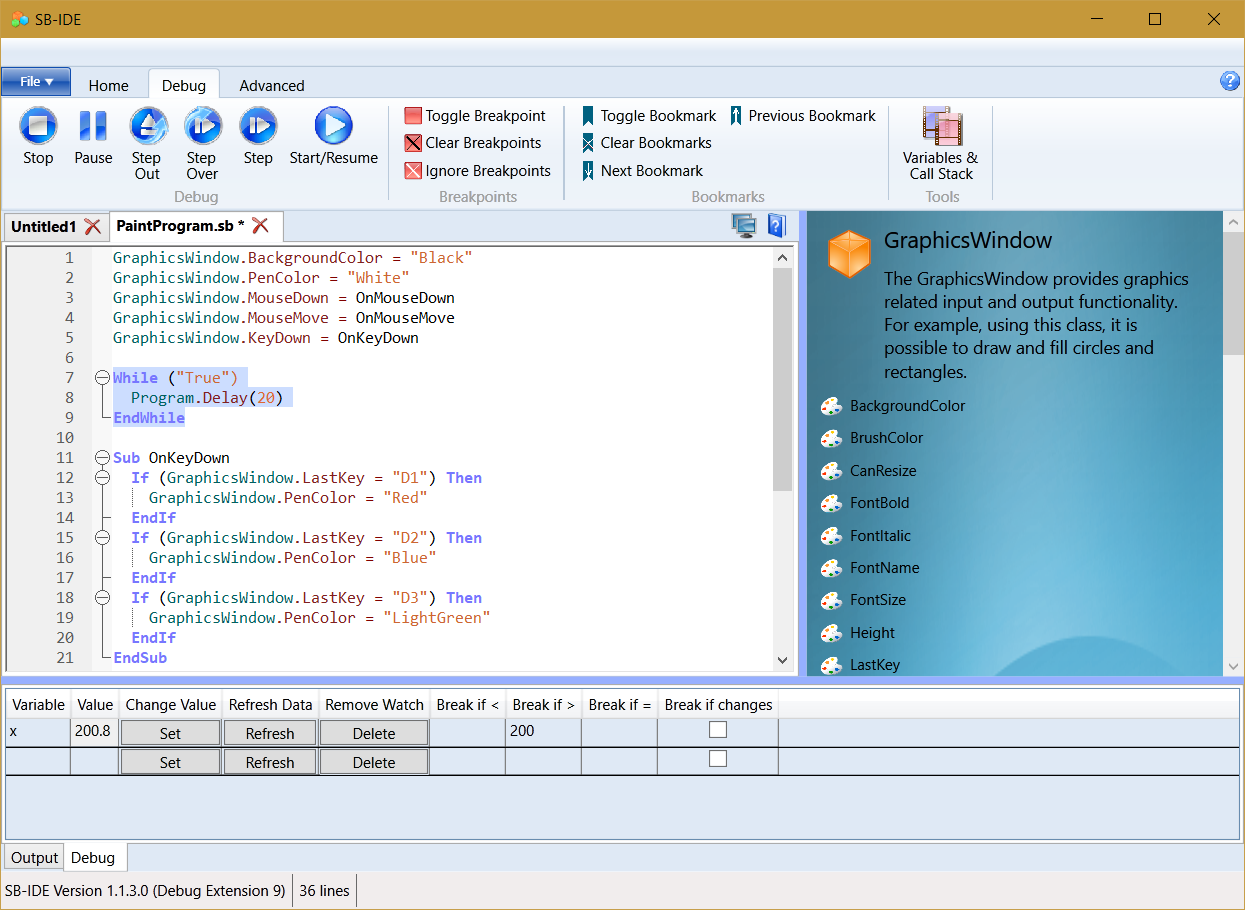 SB-IDE
File
Home
Debug
Advanced
Stop
Pause
Step Out
Step Over
Step
Start/Resume
Debug
Toggle Breakpoint
Clear Breakpoints
Ignore Breakpoints
Breakpoints
Toggle Bookmark
Previous Bookmark
Clear Bookmarks
Next Bookmark
Bookmarks
Variables & Call Stack
Tools
Untitled1
PaintProgram.sb *
1 GraphicsWindow.BackgroundColor = "Black"
2 GraphicsWindow.PenColor = "White"
3 GraphicsWindow.MouseDown = OnMouseDown
4 GraphicsWindow.MouseMove = OnMouseMove
5 GraphicsWindow.KeyDown = OnKeyDown
6
7 While ("True")
8 Program.Delay(20)
9 EndWhile
10
11 Sub OnKeyDown
12 If (GraphicsWindow.LastKey = "D1") Then
13 GraphicsWindow.PenColor = "Red"
14 EndIf
15 If (GraphicsWindow.LastKey = "D2") Then
16 GraphicsWindow.PenColor = "Blue"
17 EndIf
18 If (GraphicsWindow.LastKey = "D3") Then
19 GraphicsWindow.PenColor = "LightGreen"
20 EndIf
21 EndSub
GraphicsWindow
The GraphicsWindow provides graphics
related input and output functionality.
For example, using this class, it is
possible to draw and fill circles and
rectangles.
BackgroundColor
BrushColor
CanResize
FontBold
FontItalic
FontName
FontSize
Height
LastKey
Variable Value Change Value Refresh Data Remove Watch Break if < Break if > Break if = Break if changes
x 200.8 Set Refresh Delete 200
Set Refresh Delete
Output Debug
SB-IDE Version 1.1.3.0 (Debug Extension 9) 36 lines